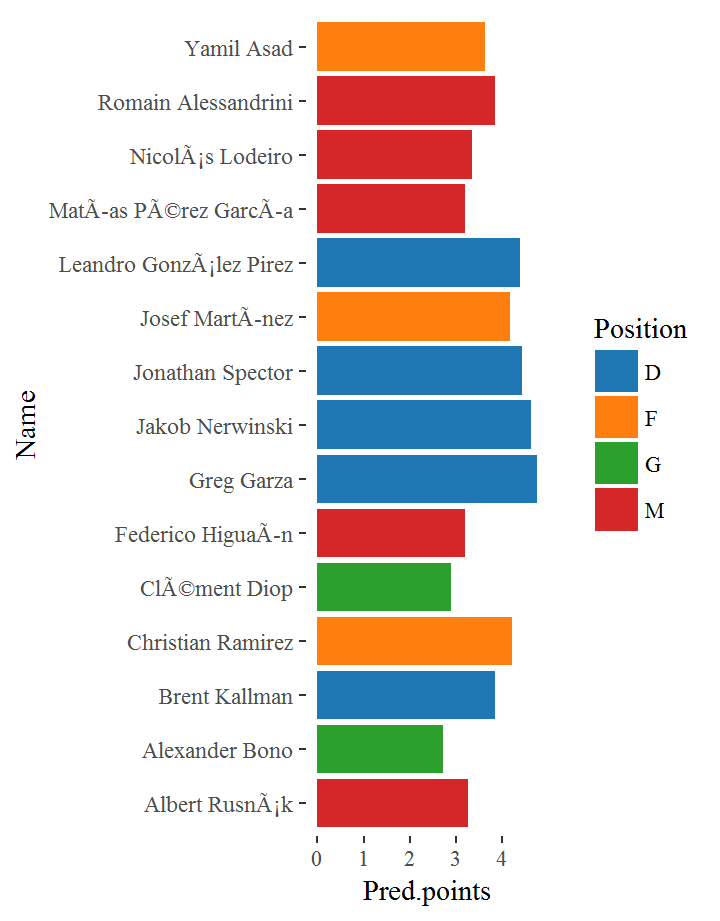 Yamil Asad
Romain Alessandrini
NicolÃ¡s Lodeiro
MatÃ-as PÃ©rez GarcÃ-a
Leandro GonzÃ¡lez Pirez
Josef MartÃ-nez
Jonathan Spector
Jakob Nerwinski
Greg Garza
Federico HiguaÃ-n
ClÃ©ment Diop
Christian Ramirez
Brent Kallman
Alexander Bono
Albert RusnÃ¡k
Name
0 1 2 3 4
Pred.points
Position
D
F
G
M